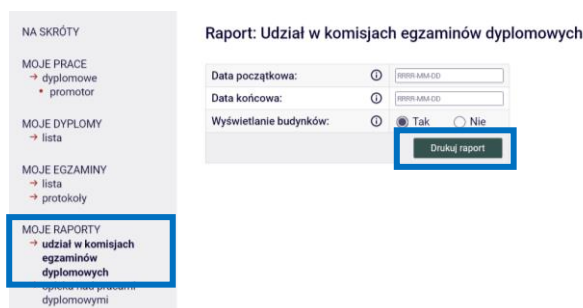 NA SKRÓTY
MOJE PRACE
→ dyplomowe
• promotor
MOJE DYPLOMY
→ lista
MOJE EGZAMINY
→ lista
→ protokoły
MOJE RAPORTY
→ udział w komisjach
egzaminów
dyplomowych
→ opieka nad pracami
dyplomowymi
Raport: Udział w komisjach egzaminów dyplomowych
Data początkowa: RRRR-MM-DD
Data końcowa: RRRR-MM-DD
Wyświetlanie budynków: Tak Nie
Drukuj raport